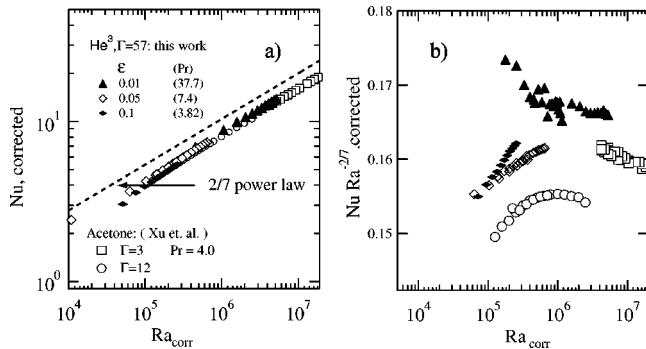 He³,Γ=57: this work
ε (Pr)
0.01 (37.7)
0.05 (7.4)
0.1 (3.82)
a)
2/7 power law
Acetone: ( Xu et. al. )
Γ=3 Pr = 4.0
Γ=12
Nu, corrected
10¹
10⁰
10⁴ 10⁵ 10⁶ 10⁷
Ra_corr
b)
Nu Ra^-2/7 .corrected
0.18
0.17
0.16
0.15
10⁴ 10⁵ 10⁶ 10⁷
Ra_corr